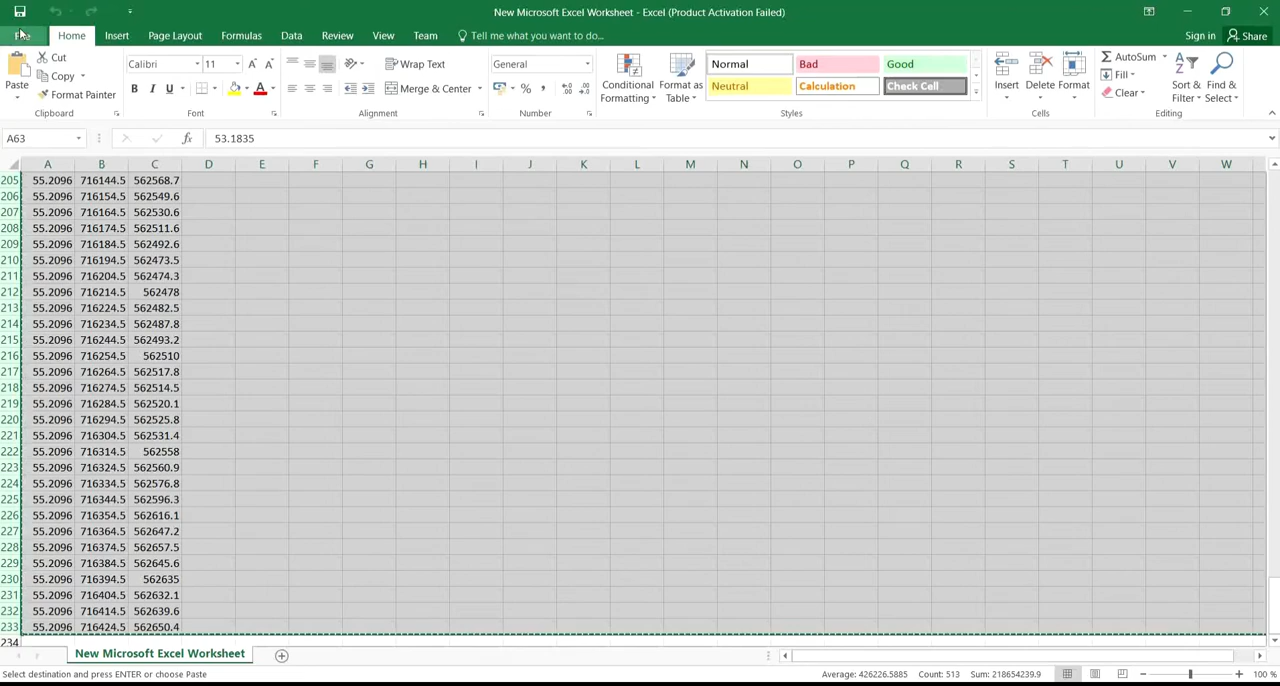 New Microsoft Excel Worksheet - Excel (Product Activation Failed)
File Home Insert Page Layout Formulas Data Review View Team Tell me what you want to do... Sign in Share
Paste Cut Copy Format Painter Clipboard
Calibri 11 A A B I U A Font
Wrap Text Merge & Center Alignment
General % , Number
Conditional Formatting Format as Table Normal Bad Good Neutral Calculation Check Cell Styles
Insert Delete Format Cells
AutoSum Fill Clear Sort & Filter Find & Select Editing
A63 fx 53.1835
A B C D E F G H I J K L M N O P Q R S T U V W
205 55.2096 716144.5 562568.7
206 55.2096 716154.5 562549.6
207 55.2096 716164.5 562530.6
208 55.2096 716174.5 562511.6
209 55.2096 716184.5 562492.6
210 55.2096 716194.5 562473.5
211 55.2096 716204.5 562474.3
212 55.2096 716214.5 562478
213 55.2096 716224.5 562482.5
214 55.2096 716234.5 562487.8
215 55.2096 716244.5 562493.2
216 55.2096 716254.5 562510
217 55.2096 716264.5 562517.8
218 55.2096 716274.5 562514.5
219 55.2096 716284.5 562520.1
220 55.2096 716294.5 562525.8
221 55.2096 716304.5 562531.4
222 55.2096 716314.5 562558
223 55.2096 716324.5 562560.9
224 55.2096 716334.5 562576.8
225 55.2096 716344.5 562596.3
226 55.2096 716354.5 562616.1
227 55.2096 716364.5 562647.2
228 55.2096 716374.5 562657.5
229 55.2096 716384.5 562645.6
230 55.2096 716394.5 562635
231 55.2096 716404.5 562632.1
232 55.2096 716414.5 562639.6
233 55.2096 716424.5 562650.4
234
New Microsoft Excel Worksheet
Select destination and press ENTER or choose Paste Average: 426226.5885 Count: 513 Sum: 218654239.9 100 %